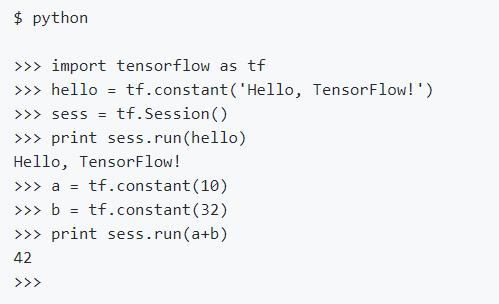 $ python
>>> import tensorflow as tf
>>> hello = tf.constant('Hello, TensorFlow!')
>>> sess = tf.Session()
>>> print sess.run(hello)
Hello, TensorFlow!
>>> a = tf.constant(10)
>>> b = tf.constant(32)
>>> print sess.run(a+b)
42
>>>